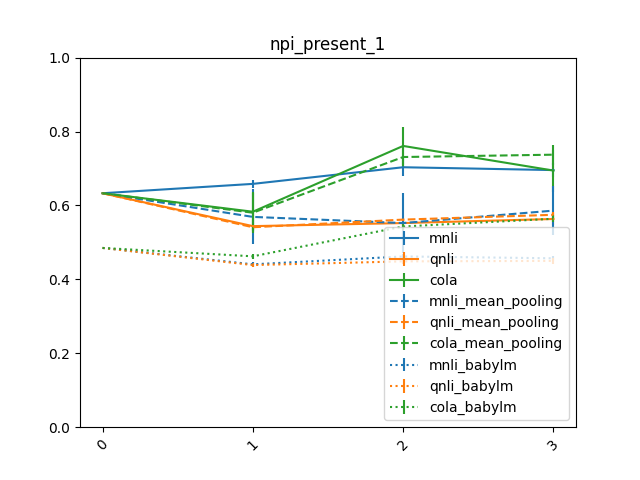 npi_present_1
1.0
0.8
0.6
0.4
0.2
0.0
mnli
qnli
cola
mnli_mean_pooling
qnli_mean_pooling
cola_mean_pooling
mnli_babylm
qnli_babylm
cola_babylm
0
1
2
3